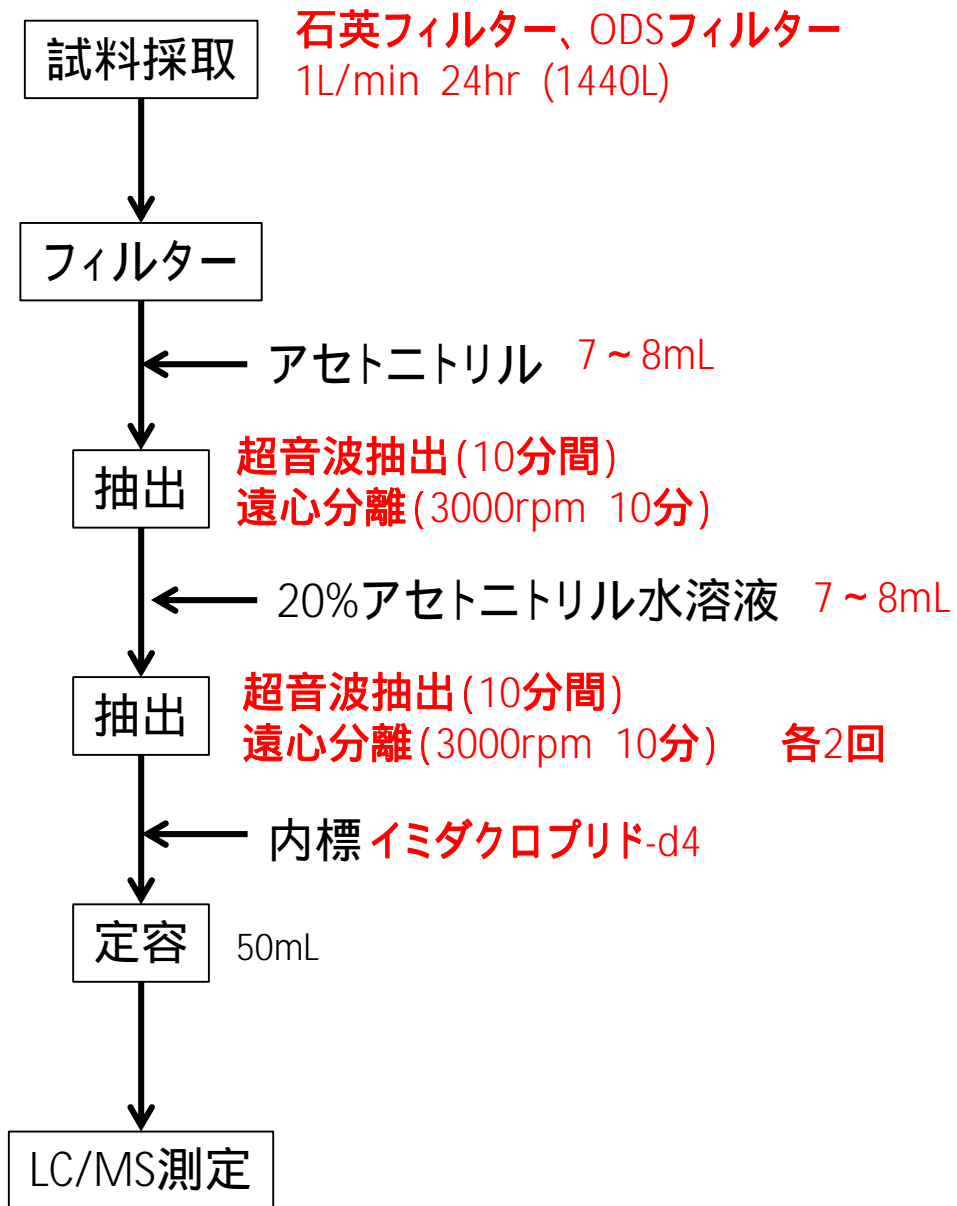 試料採取
石英フィルター、ODSフィルター
1L/min 24hr (1440L)
フィルター
アセトニトリル 7～8mL
抽出
超音波抽出(10分間)
遠心分離(3000rpm 10分)
20%アセトニトリル水溶液 7～8mL
抽出
超音波抽出(10分間)
遠心分離(3000rpm 10分) 各2回
内標 イミダクロプリド-d4
定容 50mL
LC/MS測定